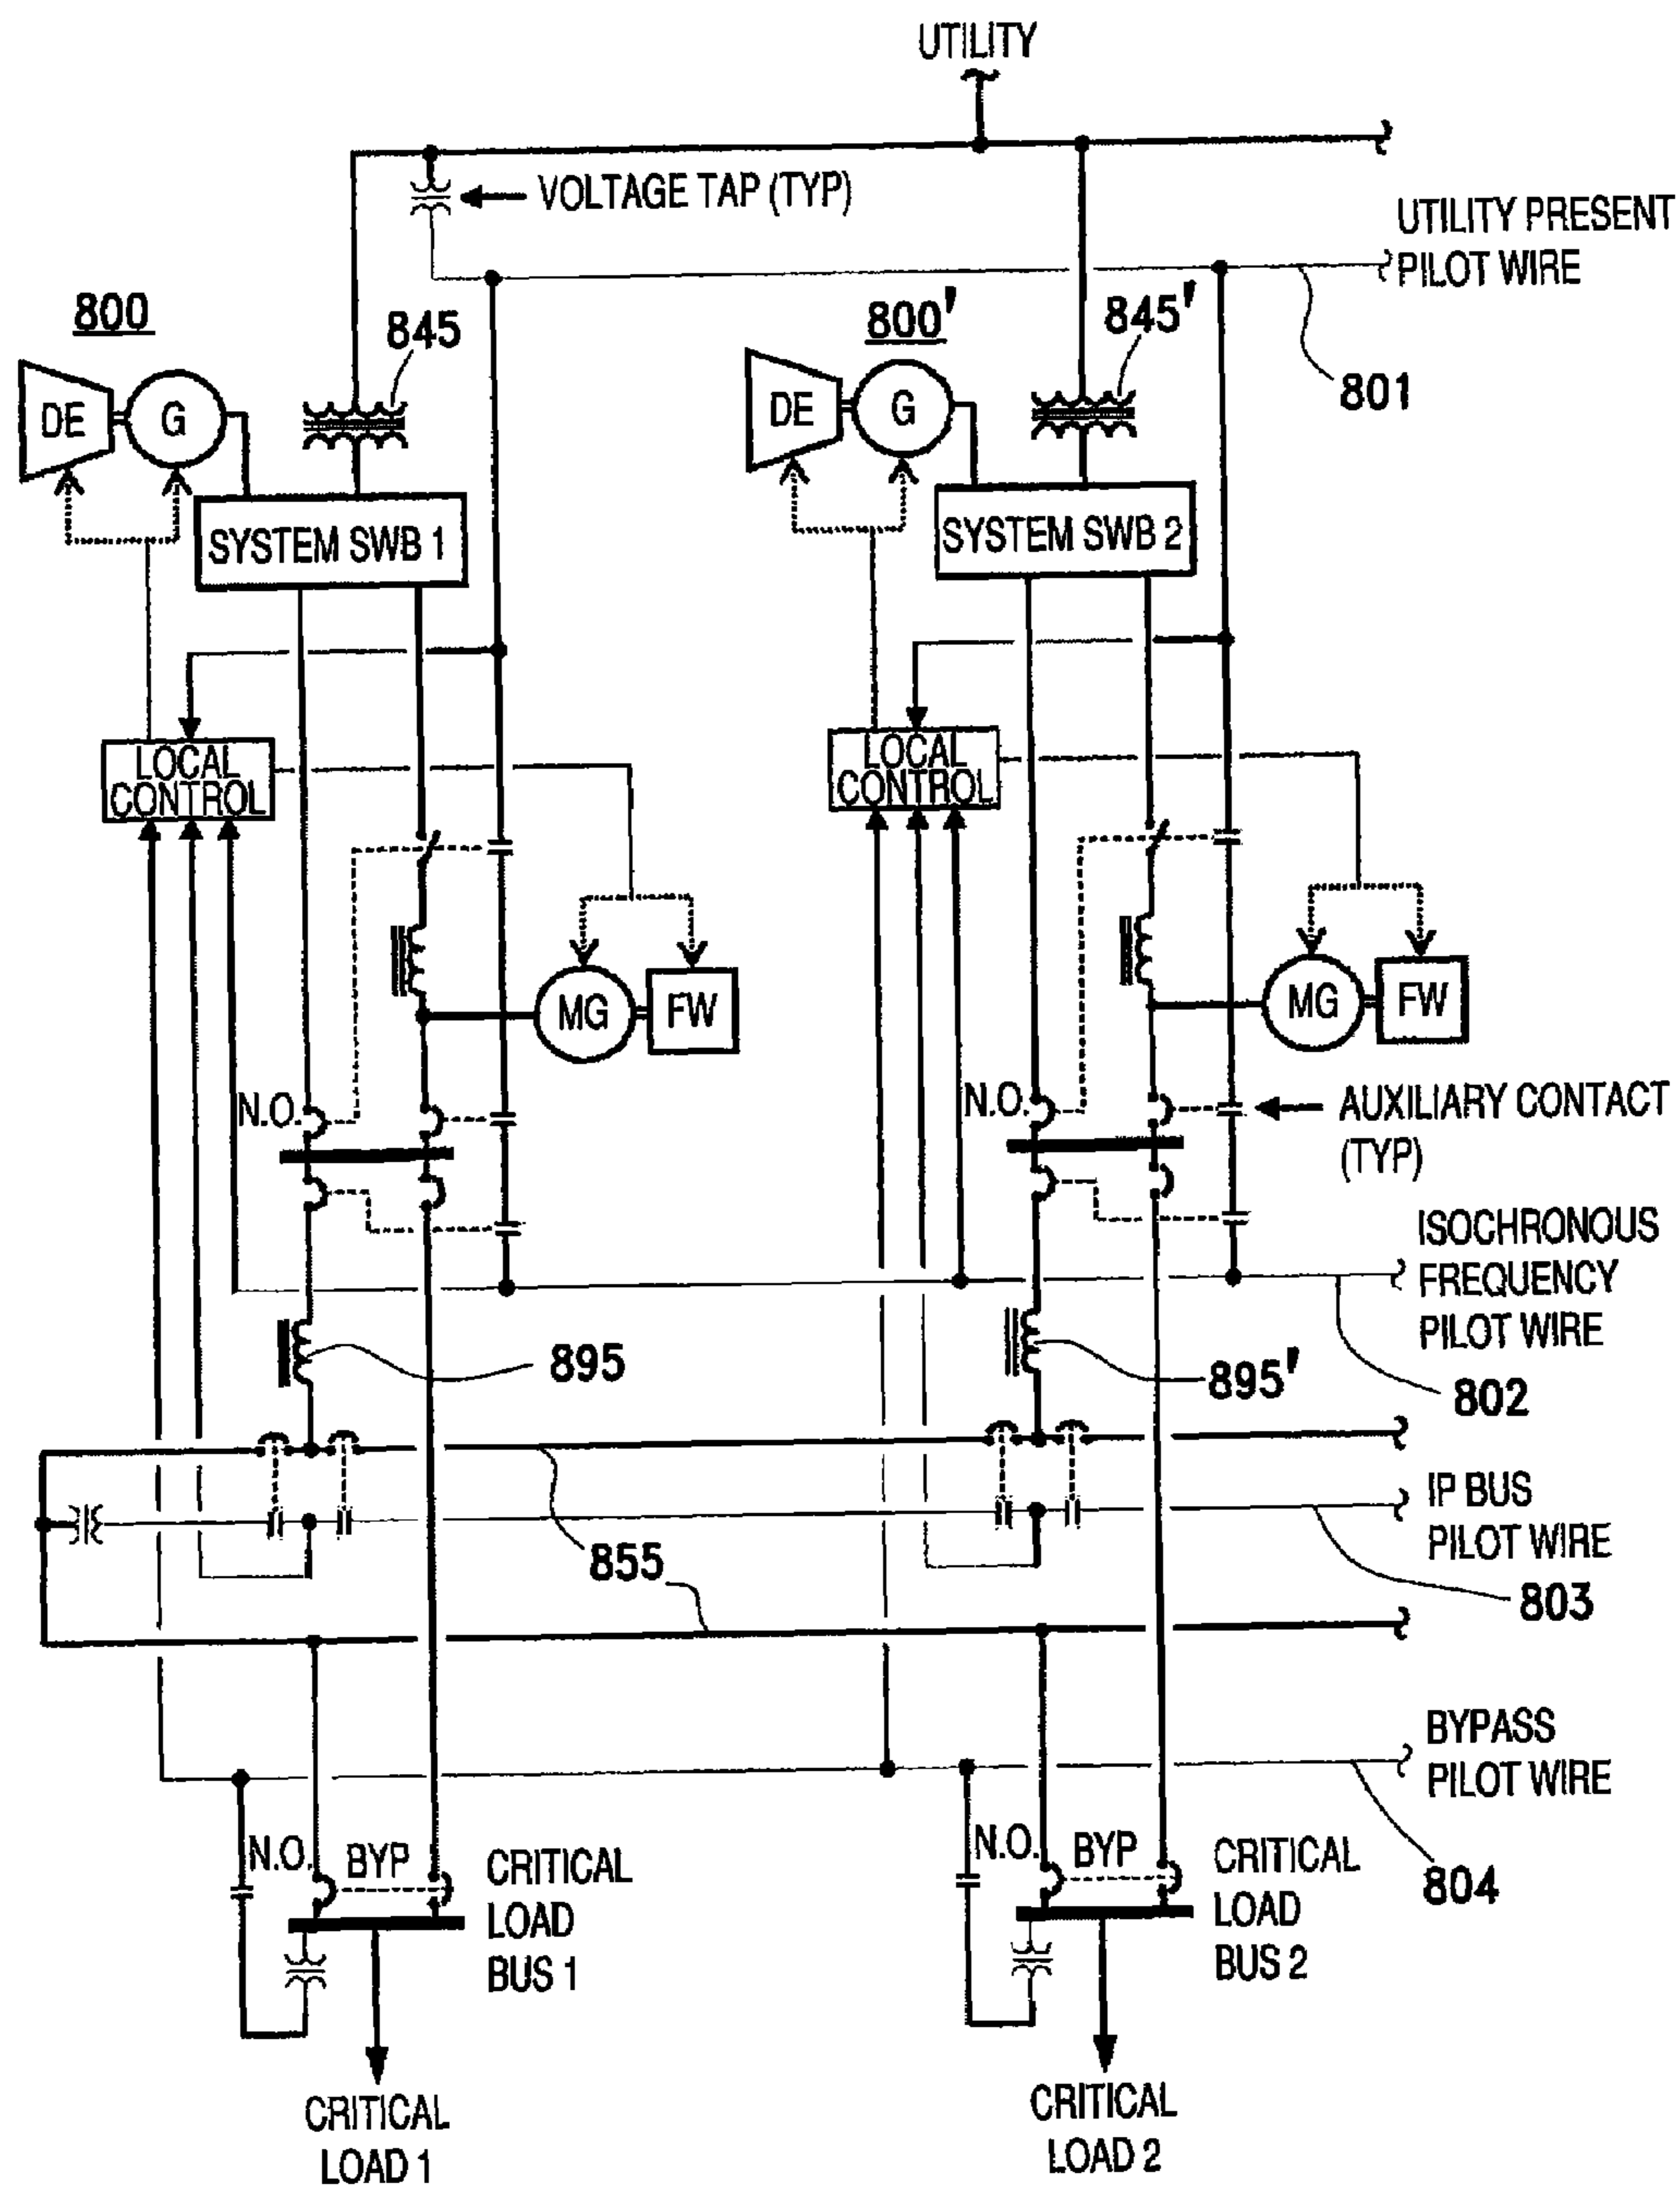 UTILITY
VOLTAGE TAP (TYP)
UTILITY PRESENT
PILOT WIRE
800
845
800'
845'
801
DE
G
DE
G
SYSTEM SWB 1
SYSTEM SWB 2
LOCAL
CONTROL
LOCAL
CONTROL
MG
FW
MG
FW
N.O.
N.O.
AUXILIARY CONTACT
(TYP)
ISOCHRONOUS
FREQUENCY
PILOT WIRE
895
895'
802
IP BUS
PILOT WIRE
855
803
BYPASS
PILOT WIRE
N.O.
BYP
CRITICAL
LOAD
BUS 1
N.O.
BYP
CRITICAL
LOAD
BUS 2
804
CRITICAL
LOAD 1
CRITICAL
LOAD 2